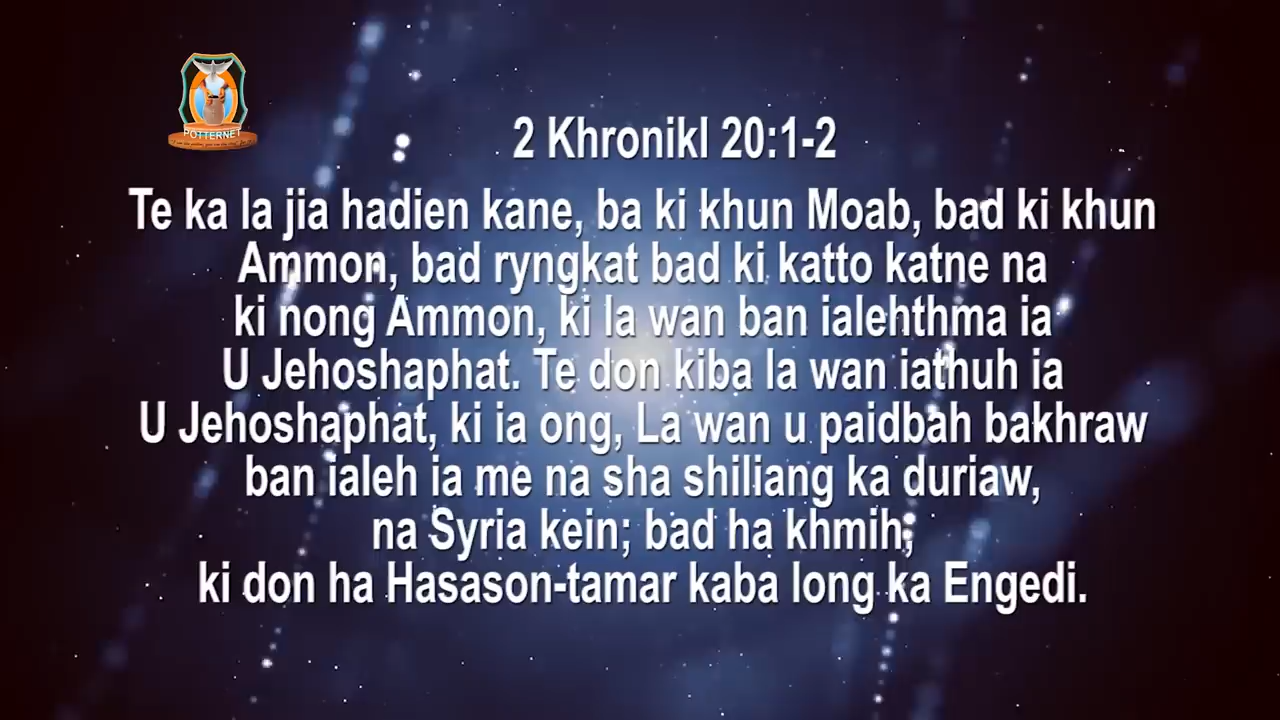 POTTERNET
2 Khronikl 20:1-2
Te ka la jia hadien kane, ba ki khun Moab, bad ki khun
Ammon, bad ryngkat bad ki katto katne na
ki nong Ammon, ki la wan ban ialehthma ia
U Jehoshaphat. Te don kiba la wan iathuh ia
U Jehoshaphat, ki ia ong, La wan u paidbah bakhraw
ban ialeh ia me na sha shiliang ka duriaw,
na Syria kein; bad ha khmih,
ki don ha Hasason-tamar kaba long ka Engedi.